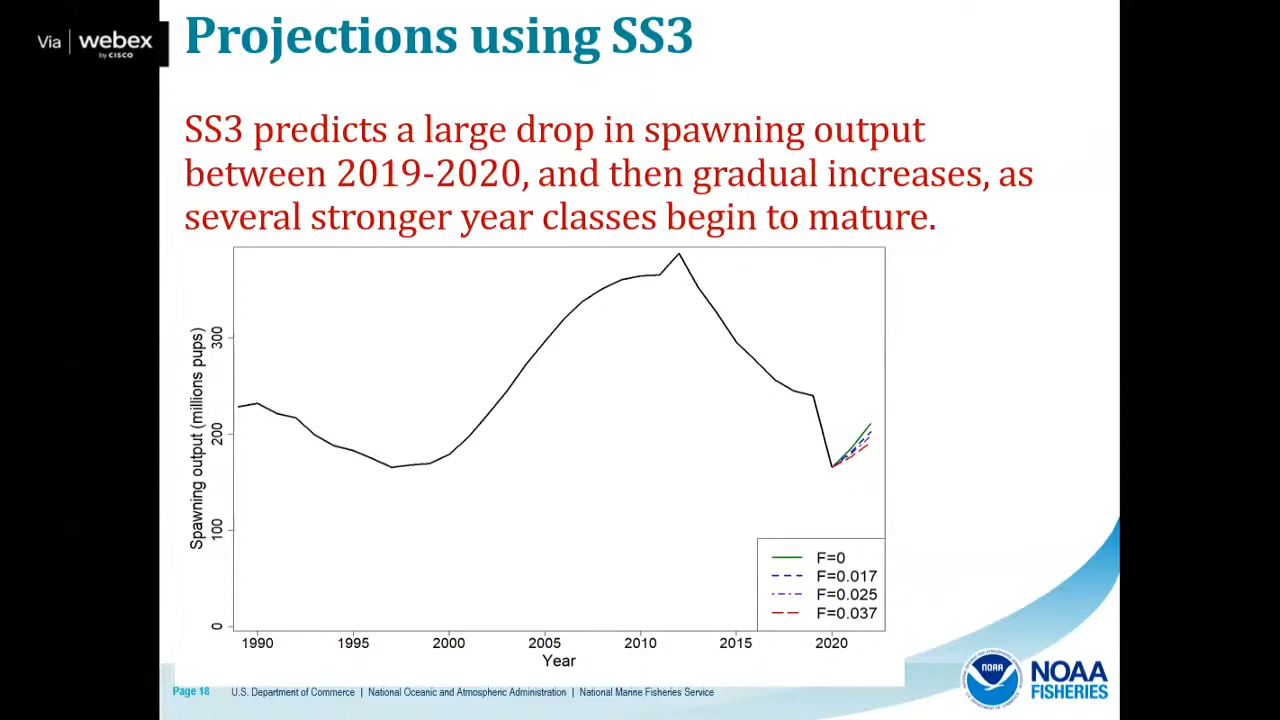 Via webex
by CISCO
Projections using SS3
SS3 predicts a large drop in spawning output
between 2019-2020, and then gradual increases, as
several stronger year classes begin to mature.
Spawning output (millions pups)
300
200
100
0
1990 1995 2000 2005 2010 2015 2020
Year
F=0
F=0.017
F=0.025
F=0.037
Page 18 U.S. Department of Commerce | National Oceanic and Atmospheric Administration | National Marine Fisheries Service
NOAA
NOAA
FISHERIES